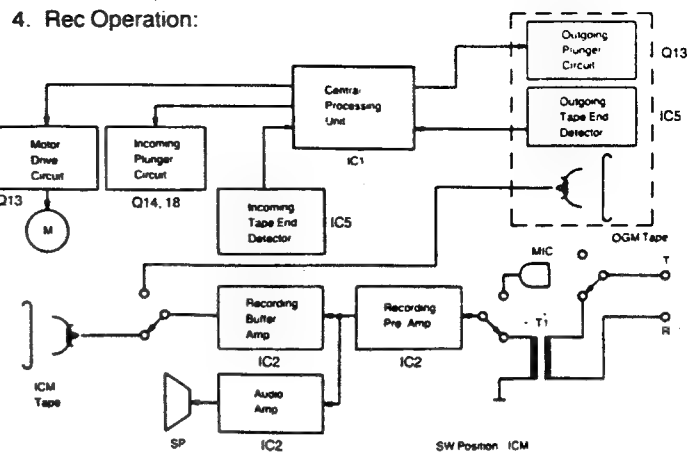 4. Rec Operation:
Outgoing
Plunger
Circuit
Q13
Central
Processing
Unit
IC1
Outgoing
Tape End
Detector
IC5
Motor
Drive
Circuit
Q13
M
Incoming
Plunger
Circuit
Q14, 18
Incoming
Tape End
Detector
IC5
OGM Tape
MIC
T
R
T1
Recording
Buffer
Amp
IC2
Recording
Pre Amp
IC2
ICM
Tape
Audio
Amp
IC2
SP
SW Position ICM